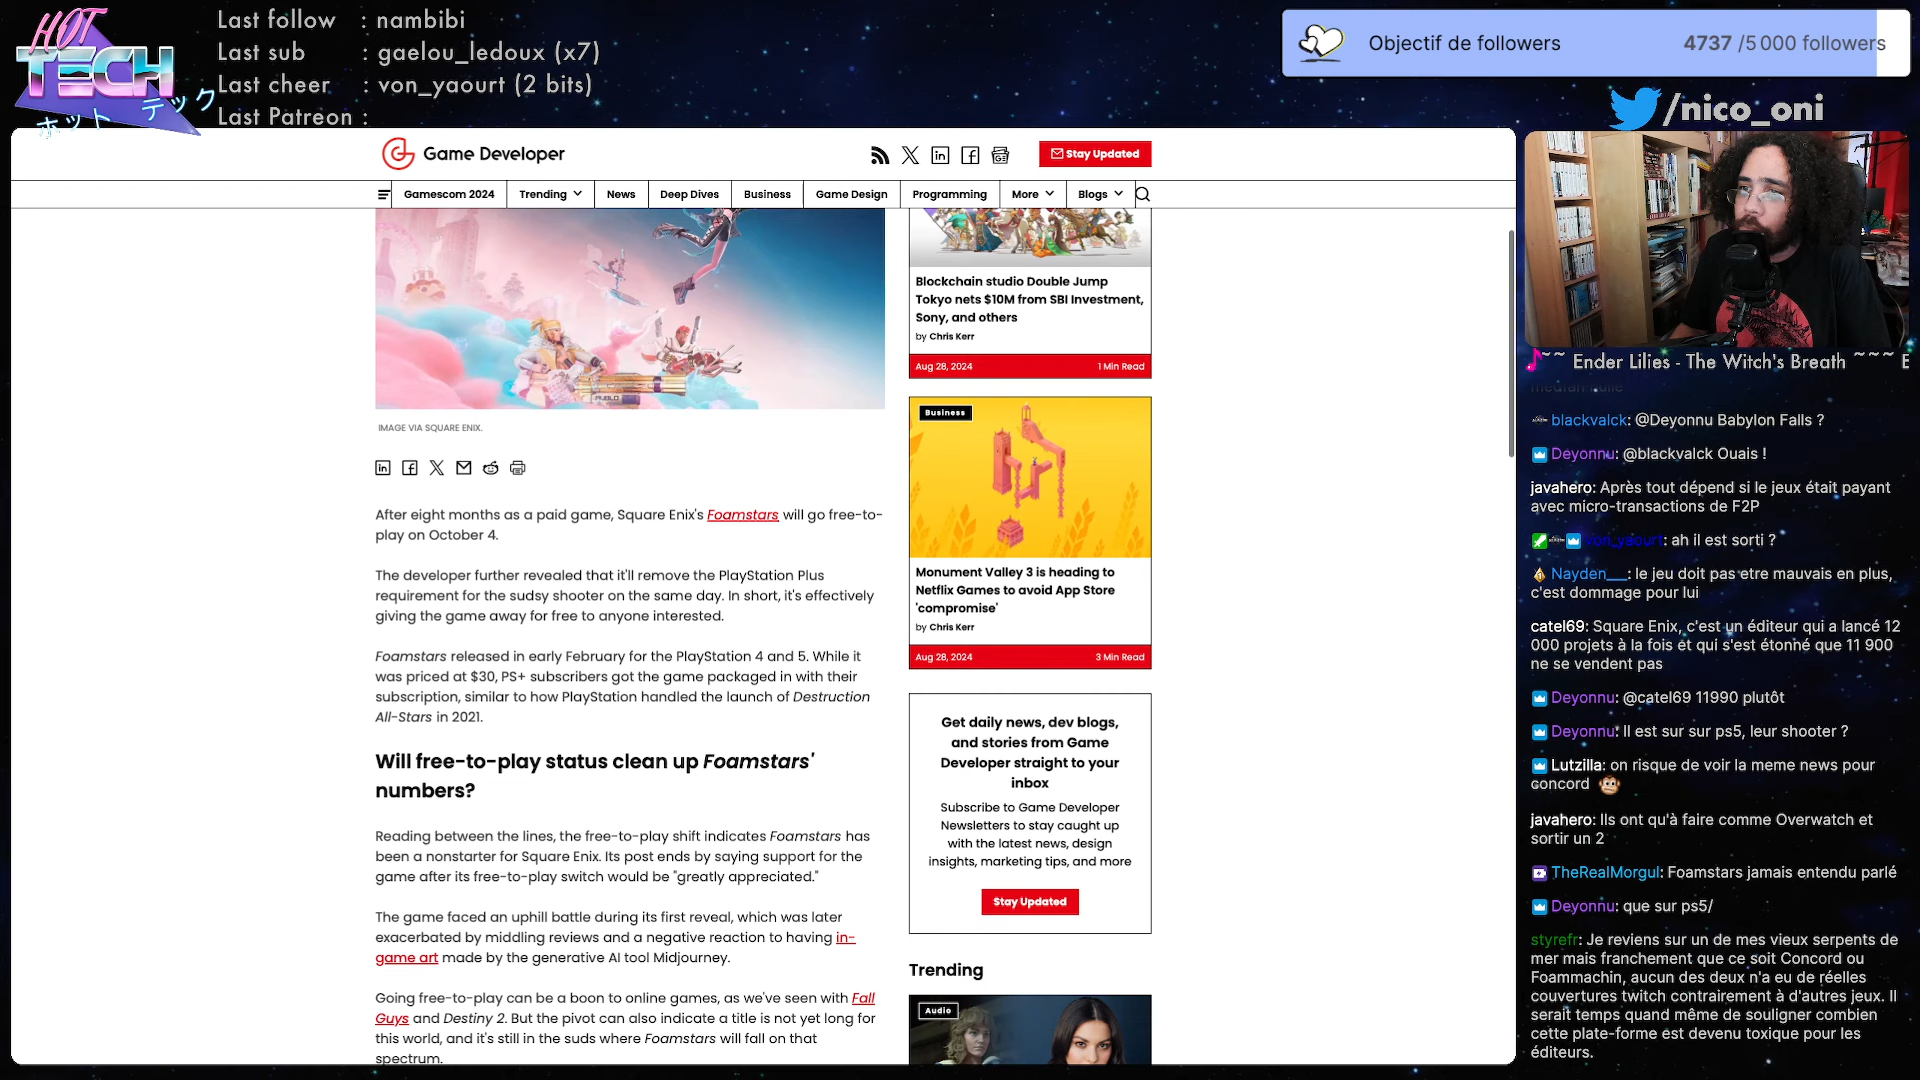 HOT
TECH
ホット テック
Last follow : nambibi
Last sub : gaelou_ledoux (x7)
Last cheer : von_yaourt (2 bits)
Last Patreon :
Objectif de followers 4737 /5 000 followers
/nico_oni
Game Developer
Stay Updated
Gamescom 2024 Trending News Deep Dives Business Game Design Programming More Blogs
IMAGE VIA SQUARE ENIX.
After eight months as a paid game, Square Enix's Foamstars will go free-to-
play on October 4.
The developer further revealed that it'll remove the PlayStation Plus
requirement for the sudsy shooter on the same day. In short, it's effectively
giving the game away for free to anyone interested.
Foamstars released in early February for the PlayStation 4 and 5. While it
was priced at $30, PS+ subscribers got the game packaged in with their
subscription, similar to how PlayStation handled the launch of Destruction
All-Stars in 2021.
Will free-to-play status clean up Foamstars'
numbers?
Reading between the lines, the free-to-play shift indicates Foamstars has
been a nonstarter for Square Enix. Its post ends by saying support for the
game after its free-to-play switch would be "greatly appreciated."
The game faced an uphill battle during its first reveal, which was later
exacerbated by middling reviews and a negative reaction to having in-
game art made by the generative AI tool Midjourney.
Going free-to-play can be a boon to online games, as we've seen with Fall
Guys and Destiny 2. But the pivot can also indicate a title is not yet long for
this world, and it's still in the suds where Foamstars will fall on that
spectrum.
Blockchain studio Double Jump
Tokyo nets $10M from SBI Investment,
Sony, and others
by Chris Kerr
Aug 28, 2024 1 Min Read
Business
Monument Valley 3 is heading to
Netflix Games to avoid App Store
'compromise'
by Chris Kerr
Aug 28, 2024 3 Min Read
Get daily news, dev blogs,
and stories from Game
Developer straight to your
inbox
Subscribe to Game Developer
Newsletters to stay caught up
with the latest news, design
insights, marketing tips, and more
Stay Updated
Trending
Audio
~~ Ender Lilies - The Witch's Breath ~~~ E
blackvalck: @Deyonnu Babylon Falls ?
Deyonnu: @blackvalck Ouais !
javahero: Après tout dépend si le jeux était payant
avec micro-transactions de F2P
von_yaourt: ah il est sorti ?
Nayden___: le jeu doit pas etre mauvais en plus,
c'est dommage pour lui
catel69: Square Enix, c'est un éditeur qui a lancé 12
000 projets à la fois et qui s'est étonné que 11 900
ne se vendent pas
Deyonnu: @catel69 11990 plutôt
Deyonnu: Il est sur sur ps5, leur shooter ?
Lutzilla: on risque de voir la meme news pour
concord
javahero: Ils ont qu'à faire comme Overwatch et
sortir un 2
TheRealMorgul: Foamstars jamais entendu parlé
Deyonnu: que sur ps5/
styrefr: Je reviens sur un de mes vieux serpents de
mer mais franchement que ce soit Concord ou
Foammachin, aucun des deux n'a eu de réelles
couvertures twitch contrairement à d'autres jeux. Il
serait temps quand même de souligner combien
cette plate-forme est devenu toxique pour les
éditeurs.